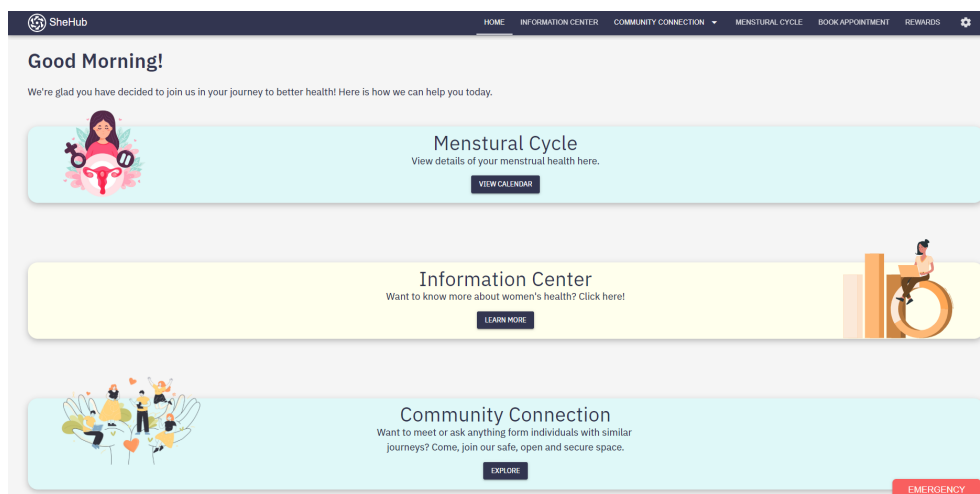 SheHub
HOME INFORMATION CENTER COMMUNITY CONNECTION MENSTURAL CYCLE BOOK APPOINTMENT REWARDS
Good Morning!
We're glad you have decided to join us in your journey to better health! Here is how we can help you today.
Menstural Cycle
View details of your menstrual health here.
VIEW CALENDAR
Information Center
Want to know more about women's health? Click here!
LEARN MORE
Community Connection
Want to meet or ask anything form individuals with similar
journeys? Come, join our safe, open and secure space.
EXPLORE
EMERGENCY